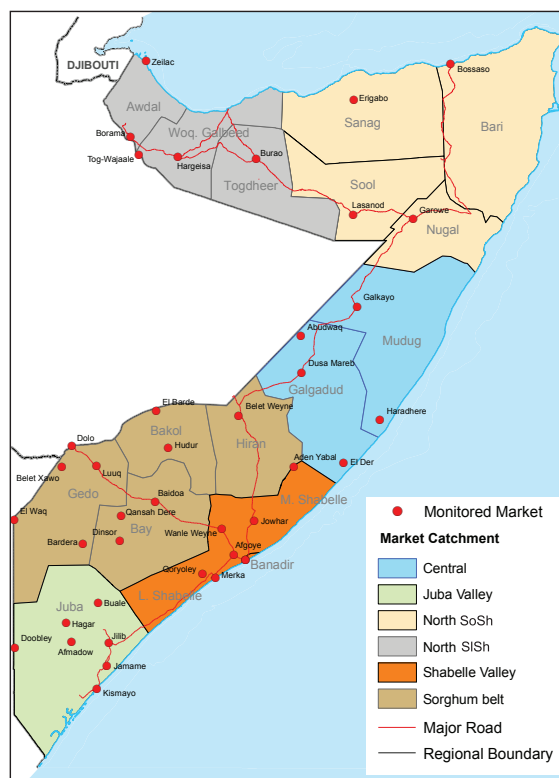 DJIBOUTI
Zeilac
Bossaso
Awdal
Erigabo
Borama
Woq. Galbeed
Sanag
Bari
Tog-Wajaale
Hargeisa
Burao
Togdheer
Sool
Lasanod
Garowe
Nugal
Galkayo
Abudwaq
Mudug
Dusa Mareb
Galgadud
El Barde
Belet Weyne
Haradhere
Bakol
Hiran
Dolo
Hudur
Belet Xawo
Luuq
Aden Yabal
El Der
Gedo
Baidoa
M. Shabelle
El Waq
Qansah Dere
Bay
Jowhar
Dinsor
Wanle Weyne
Bardera
Afgoye
Banadir
Qoryoley
Merka
L. Shabelle
Juba
Buale
Hagar
Doobley
Jilib
Afmadow
Jamame
Kismayo
Monitored Market
Market Catchment
Central
Juba Valley
North SoSh
North SlSh
Shabelle Valley
Sorghum belt
Major Road
Regional Boundary